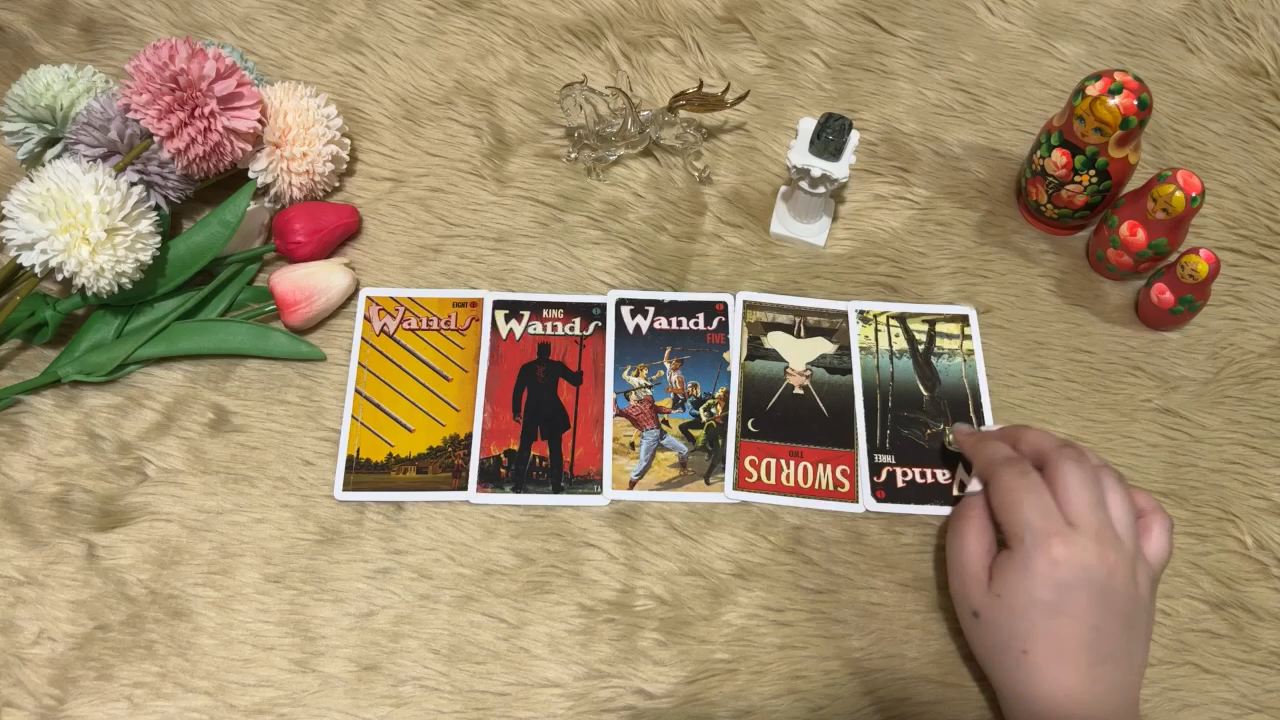 EIGHT
Wands
KING
Wands
Wands
FIVE
SWORDS
TWO
Wands
THREE